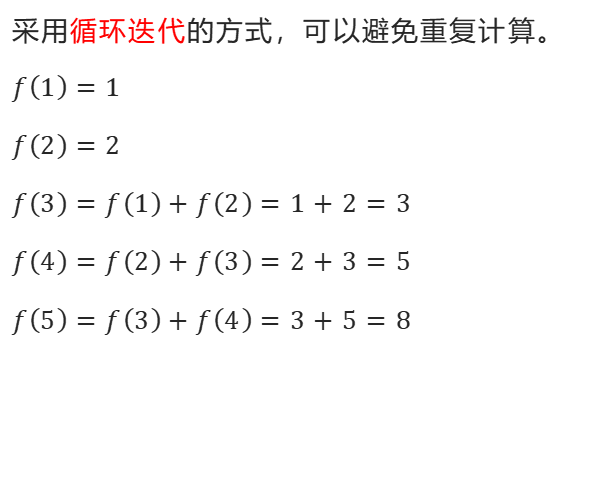 采用循环迭代的方式，可以避免重复计算。
f(1) = 1
f(2) = 2
f(3) = f(1) + f(2) = 1 + 2 = 3
f(4) = f(2) + f(3) = 2 + 3 = 5
f(5) = f(3) + f(4) = 3 + 5 = 8